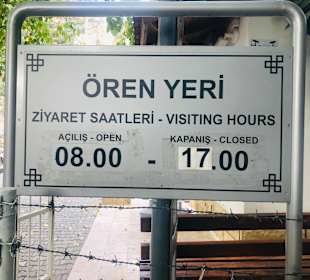 ÖREN YERİ
ZİYARET SAATLERİ - VISITING HOURS
AÇILIŞ - OPEN KAPANIŞ - CLOSED
08.00 - 17.00